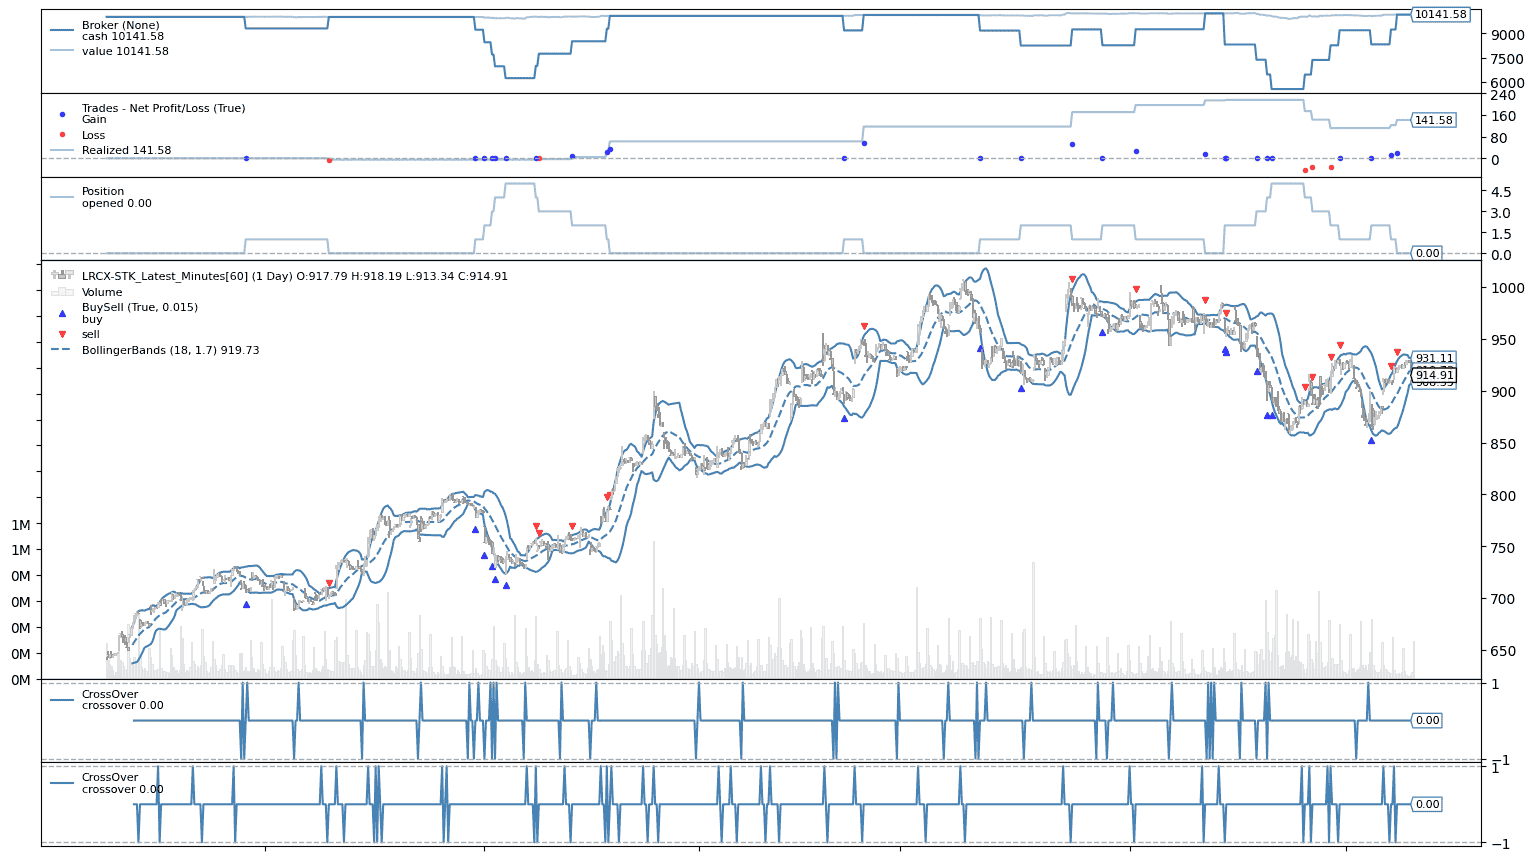 Broker (None)
cash 10141.58
value 10141.58
10141.58
9000
7500
6000
Trades - Net Profit/Loss (True)
Gain
Loss
Realized 141.58
240
160
141.58
80
0
Position
opened 0.00
4.5
3.0
1.5
0.0
0.00
LRCX-STK_Latest_Minutes[60] (1 Day) O:917.79 H:918.19 L:913.34 C:914.91
Volume
BuySell (True, 0.015)
buy
sell
BollingerBands (18, 1.7) 919.73
1000
950
931.11
914.91
900
850
800
750
700
650
1M
1M
0M
0M
0M
0M
0M
CrossOver
crossover 0.00
1
0.00
−1
CrossOver
crossover 0.00
1
0.00
−1